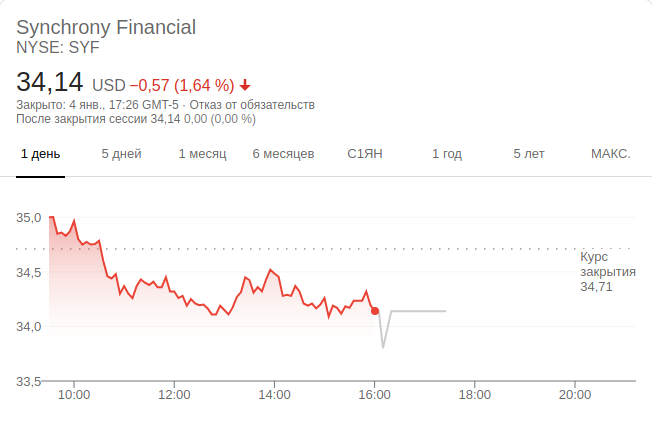 Synchrony Financial
NYSE: SYF
34,14 USD −0,57 (1,64 %)
Закрыто: 4 янв., 17:26 GMT-5 · Отказ от обязательств
После закрытия сессии 34,14 0,00 (0,00 %)
1 день 5 дней 1 месяц 6 месяцев С1ЯН 1 год 5 лет МАКС.
35,0
Курс
закрытия
34,71
34,5
34,0
33,5
10:00 12:00 14:00 16:00 18:00 20:00